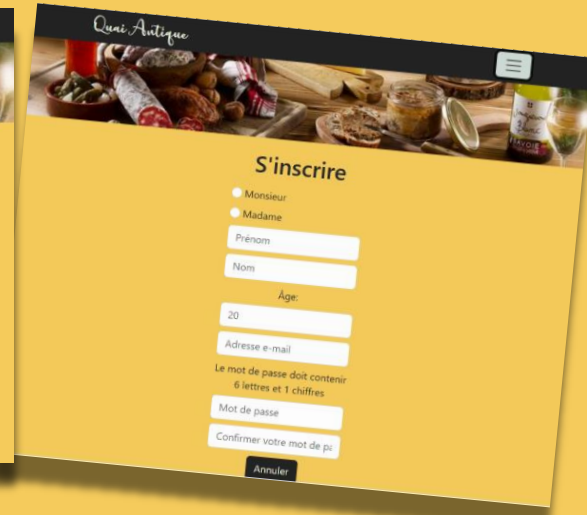 Quai Antique
S'inscrire
Monsieur
Madame
Prénom
Nom
Âge:
20
Adresse e-mail
Le mot de passe doit contenir
6 lettres et 1 chiffres
Mot de passe
Confirmer votre mot de pa
Annuler